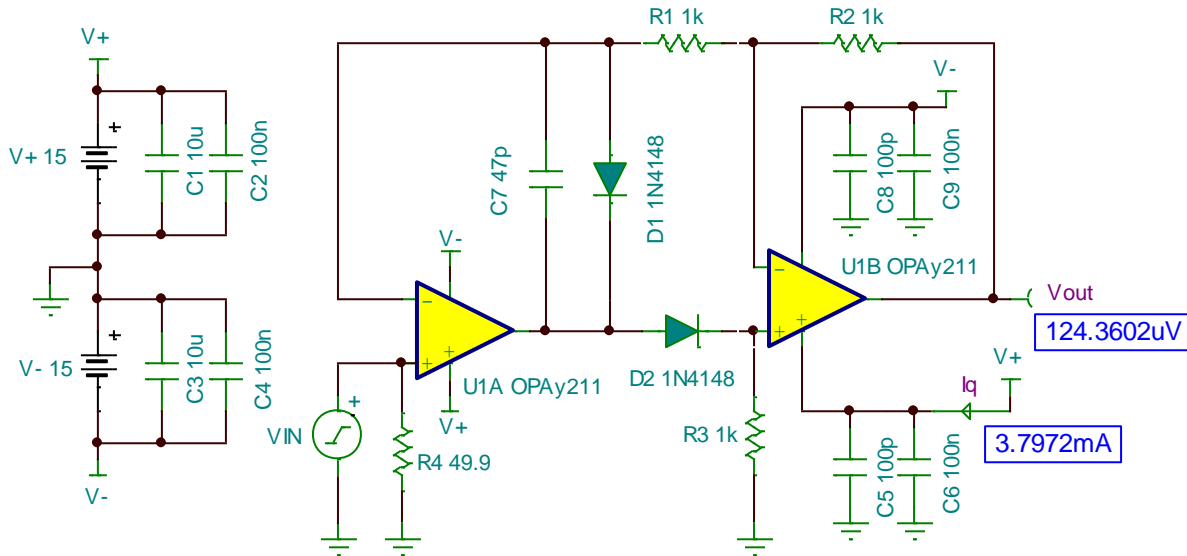 V+
V+ 15
+
C1 10u
C2 100n
V- 15
+
C3 10u
C4 100n
V-
R1 1k
R2 1k
C7 47p
D1 1N4148
V-
C8 100p
C9 100n
V-
U1B OPAy211
−
+
+
Vout
124.3602uV
−
+
+
U1A OPAy211
V+
D2 1N4148
VIN
+
R4 49.9
R3 1k
C5 100p
C6 100n
Iq
V+
3.7972mA